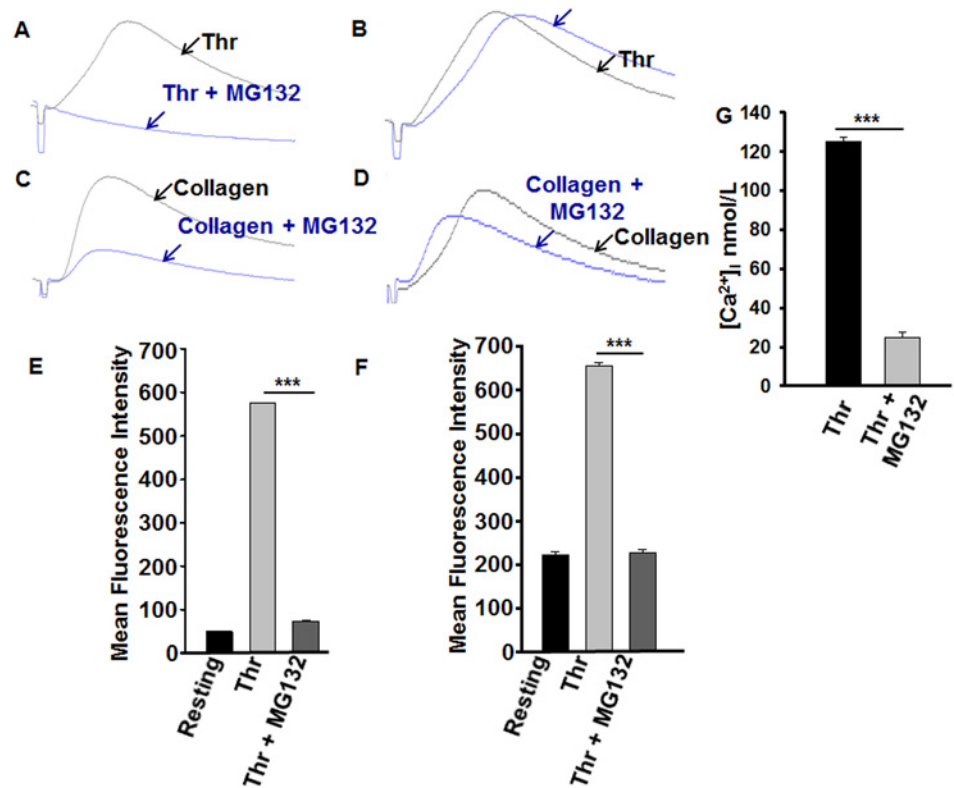 A
Thr
Thr + MG132
B
Thr
C
Collagen
Collagen + MG132
D
Collagen +
MG132
Collagen
E
Mean Fluorescence Intensity
700
600
500
400
300
200
100
0
***
Resting
Thr
Thr + MG132
F
Mean Fluorescence Intensity
700
600
500
400
300
200
100
0
***
Resting
Thr
Thr + MG132
G
[Ca²⁺]ᵢ nmol/L
140
120
100
80
60
40
20
0
***
Thr
Thr +
MG132